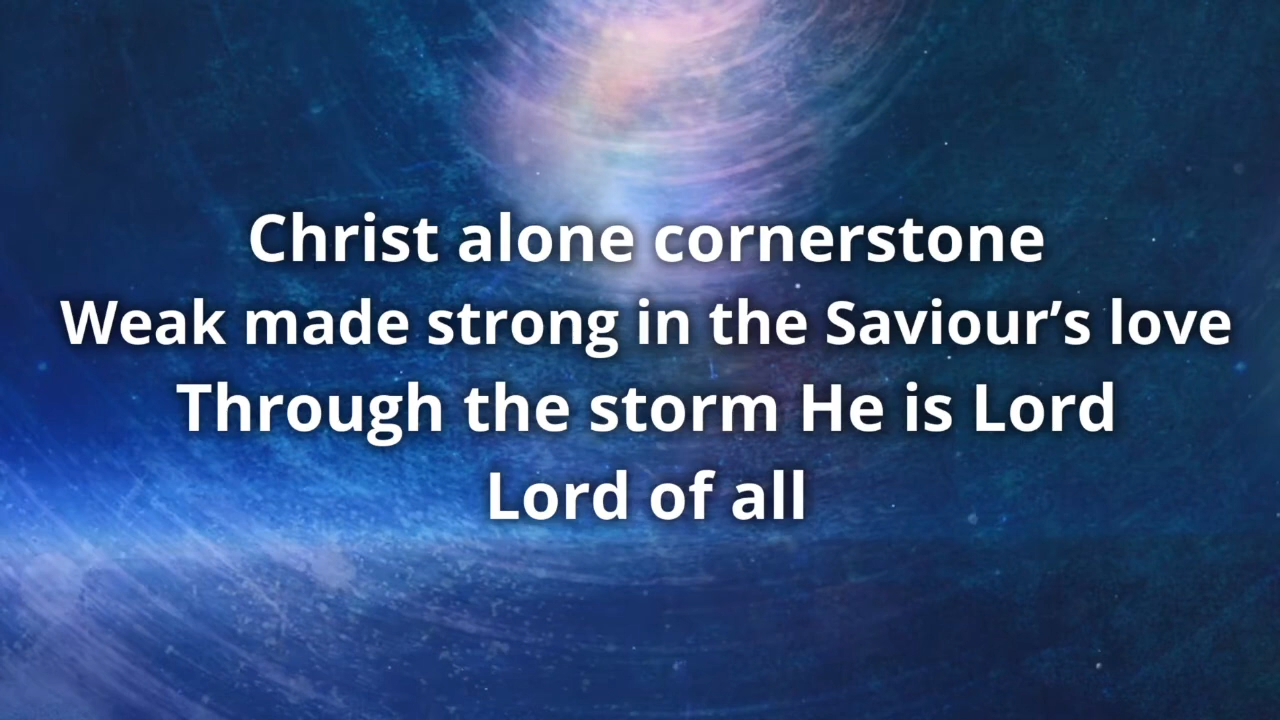 Christ alone cornerstone
Weak made strong in the Saviour’s love
Through the storm He is Lord
Lord of all